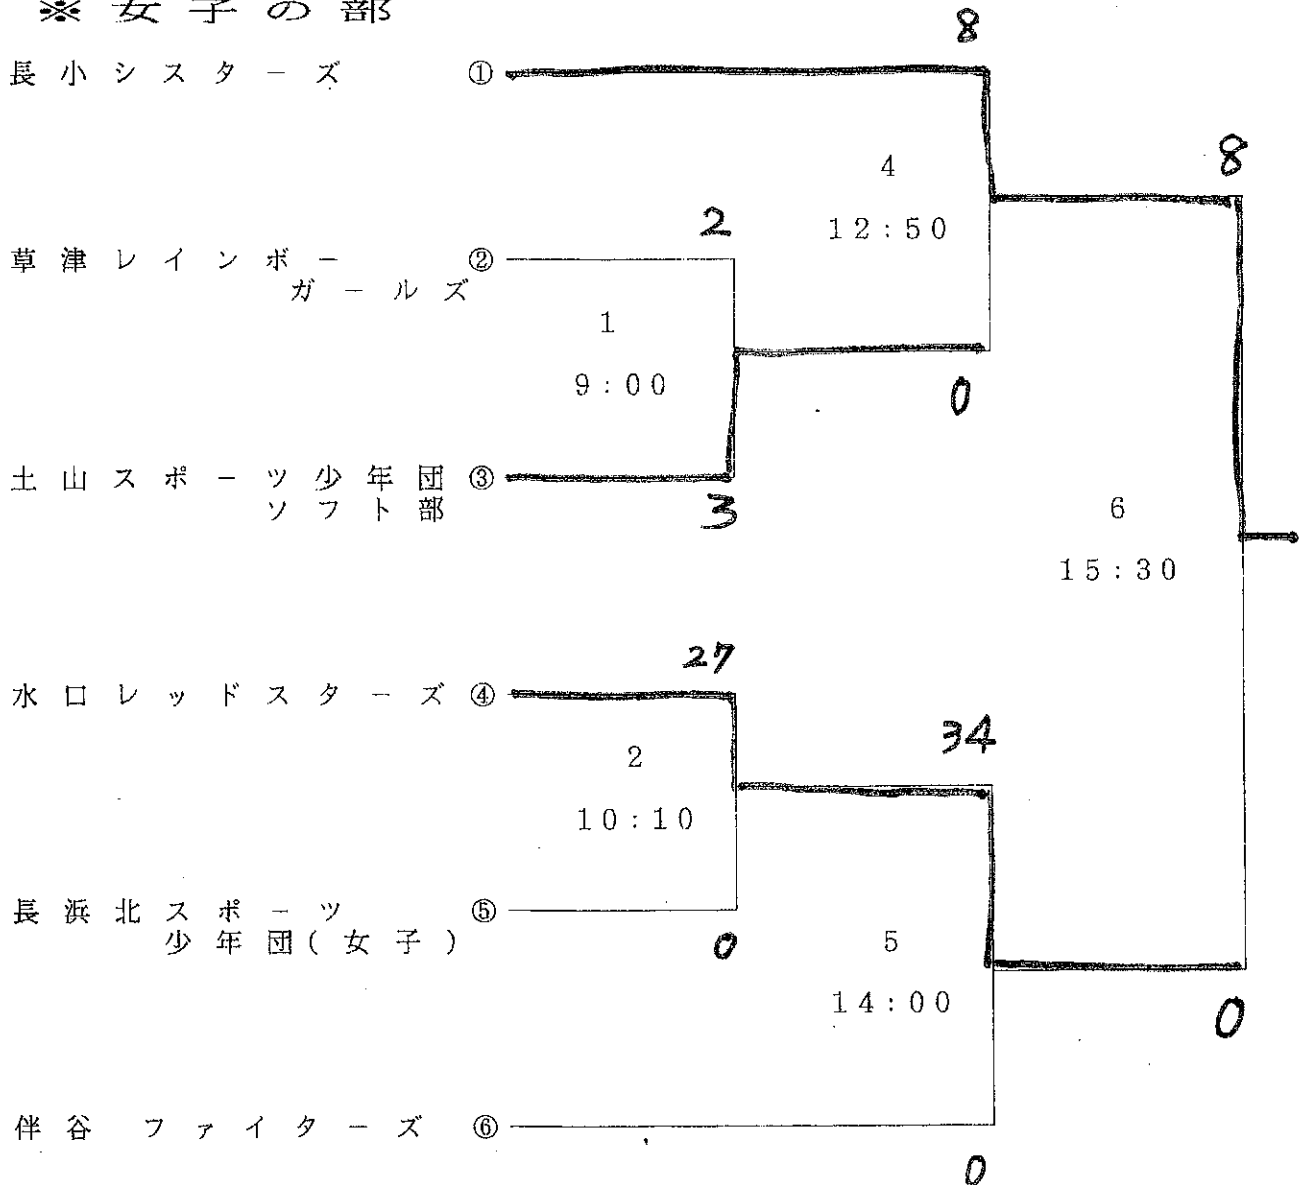 ※女子の部
8
長小シスターズ ①
4
8
12:50
2
草津レインボー ②
ガールズ
1
9:00
0
土山スポーツ少年団 ③
ソフト部
3
6
15:30
27
水口レッドスターズ ④
34
2
10:10
長浜北スポーツ ⑤
少年団(女子)
0
5
14:00
0
伴谷 ファイターズ ⑥
0